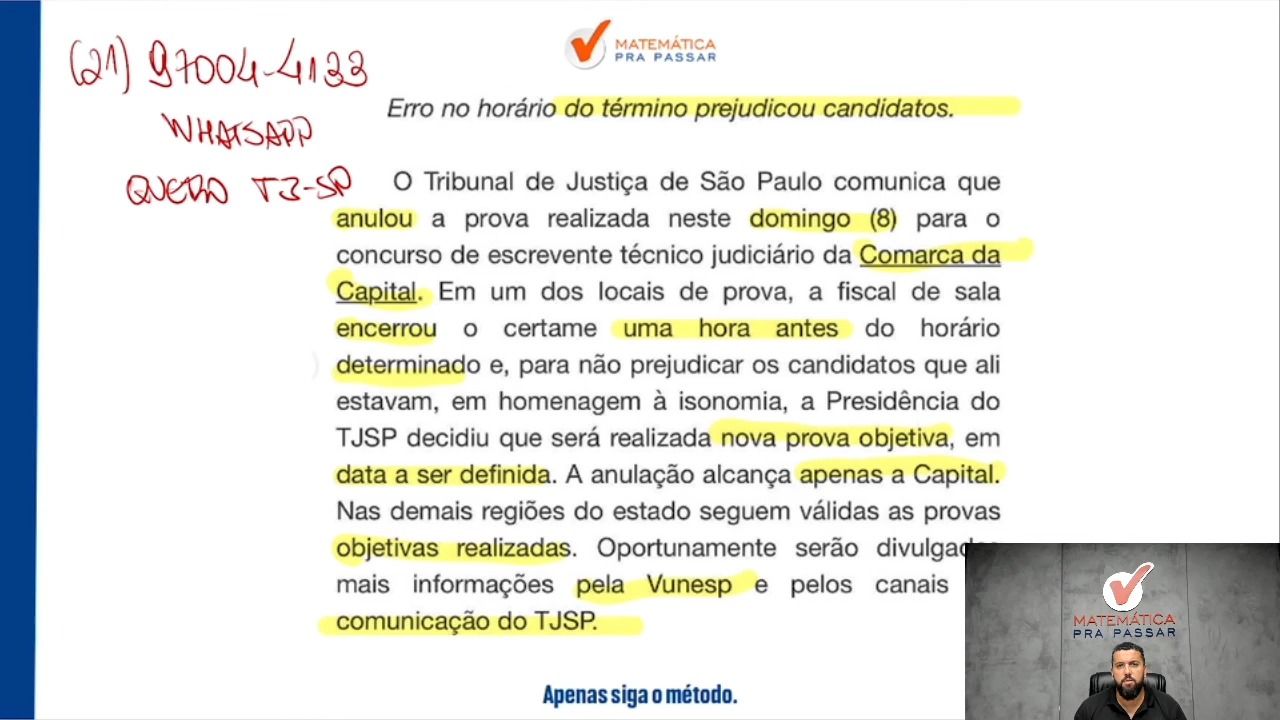 (21) 97004-4133
WHATSAPP
QUERO TJ-SP
MATEMÁTICA
PRA PASSAR
Erro no horário do término prejudicou candidatos.
O Tribunal de Justiça de São Paulo comunica que
anulou a prova realizada neste domingo (8) para o
concurso de escrevente técnico judiciário da Comarca da
Capital. Em um dos locais de prova, a fiscal de sala
encerrou o certame uma hora antes do horário
determinado e, para não prejudicar os candidatos que ali
estavam, em homenagem à isonomia, a Presidência do
TJSP decidiu que será realizada nova prova objetiva, em
data a ser definida. A anulação alcança apenas a Capital.
Nas demais regiões do estado seguem válidas as provas
objetivas realizadas. Oportunamente serão
mais informações pela Vunesp e pelos canais
comunicação do TJSP.
MATEMÁTICA
PRA PASSAR
Apenas siga o método.